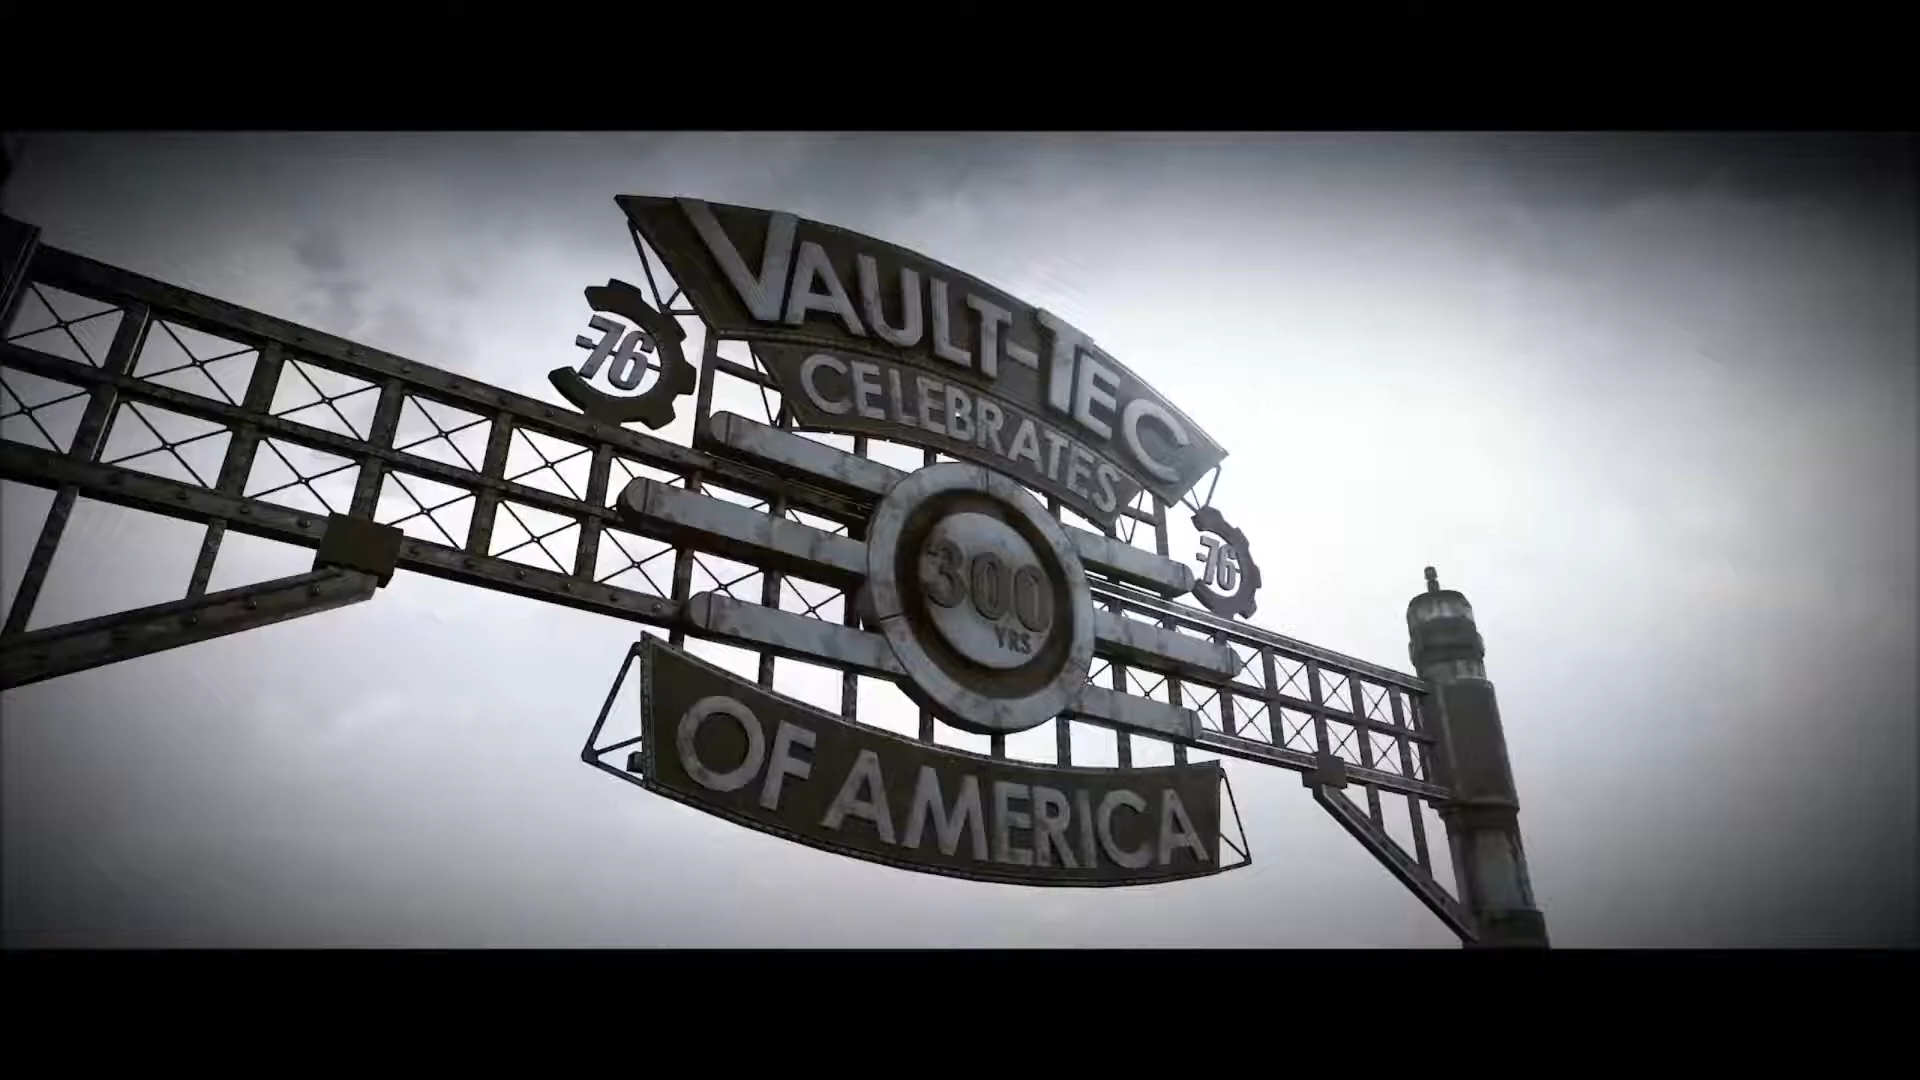 VAULT-TEC
CELEBRATES
76
76
300
YRS
OF AMERICA